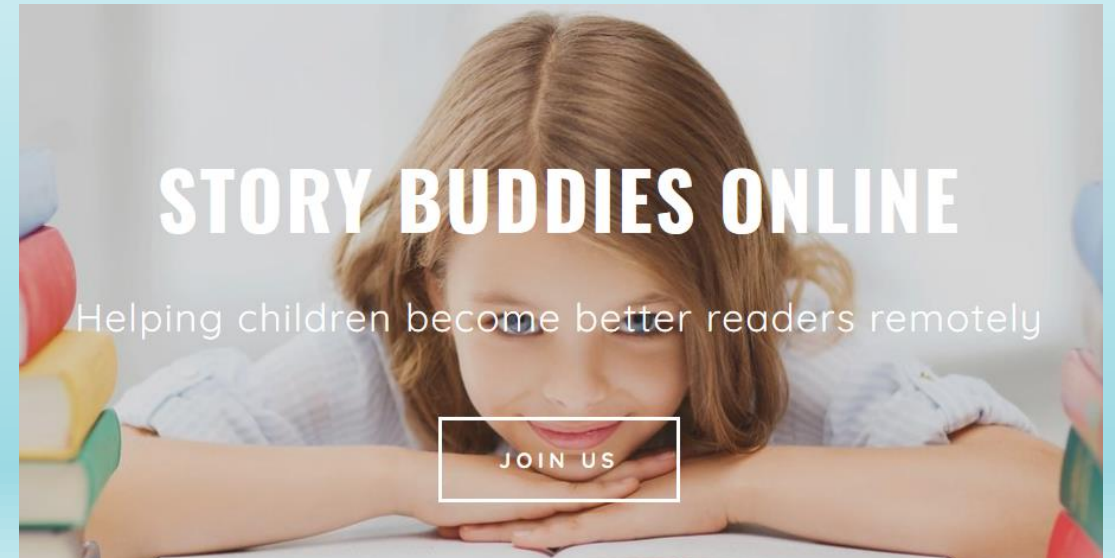 STORY BUDDIES ONLINE
Helping children become better readers remotely
JOIN US